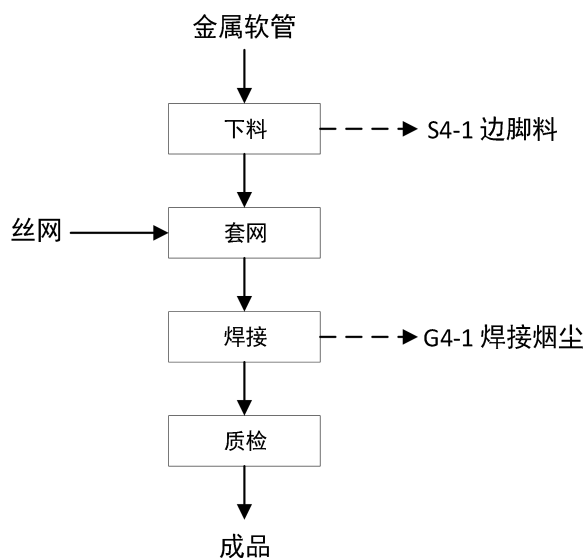 金属软管
下料
S4-1 边脚料
丝网
套网
焊接
G4-1 焊接烟尘
质检
成品